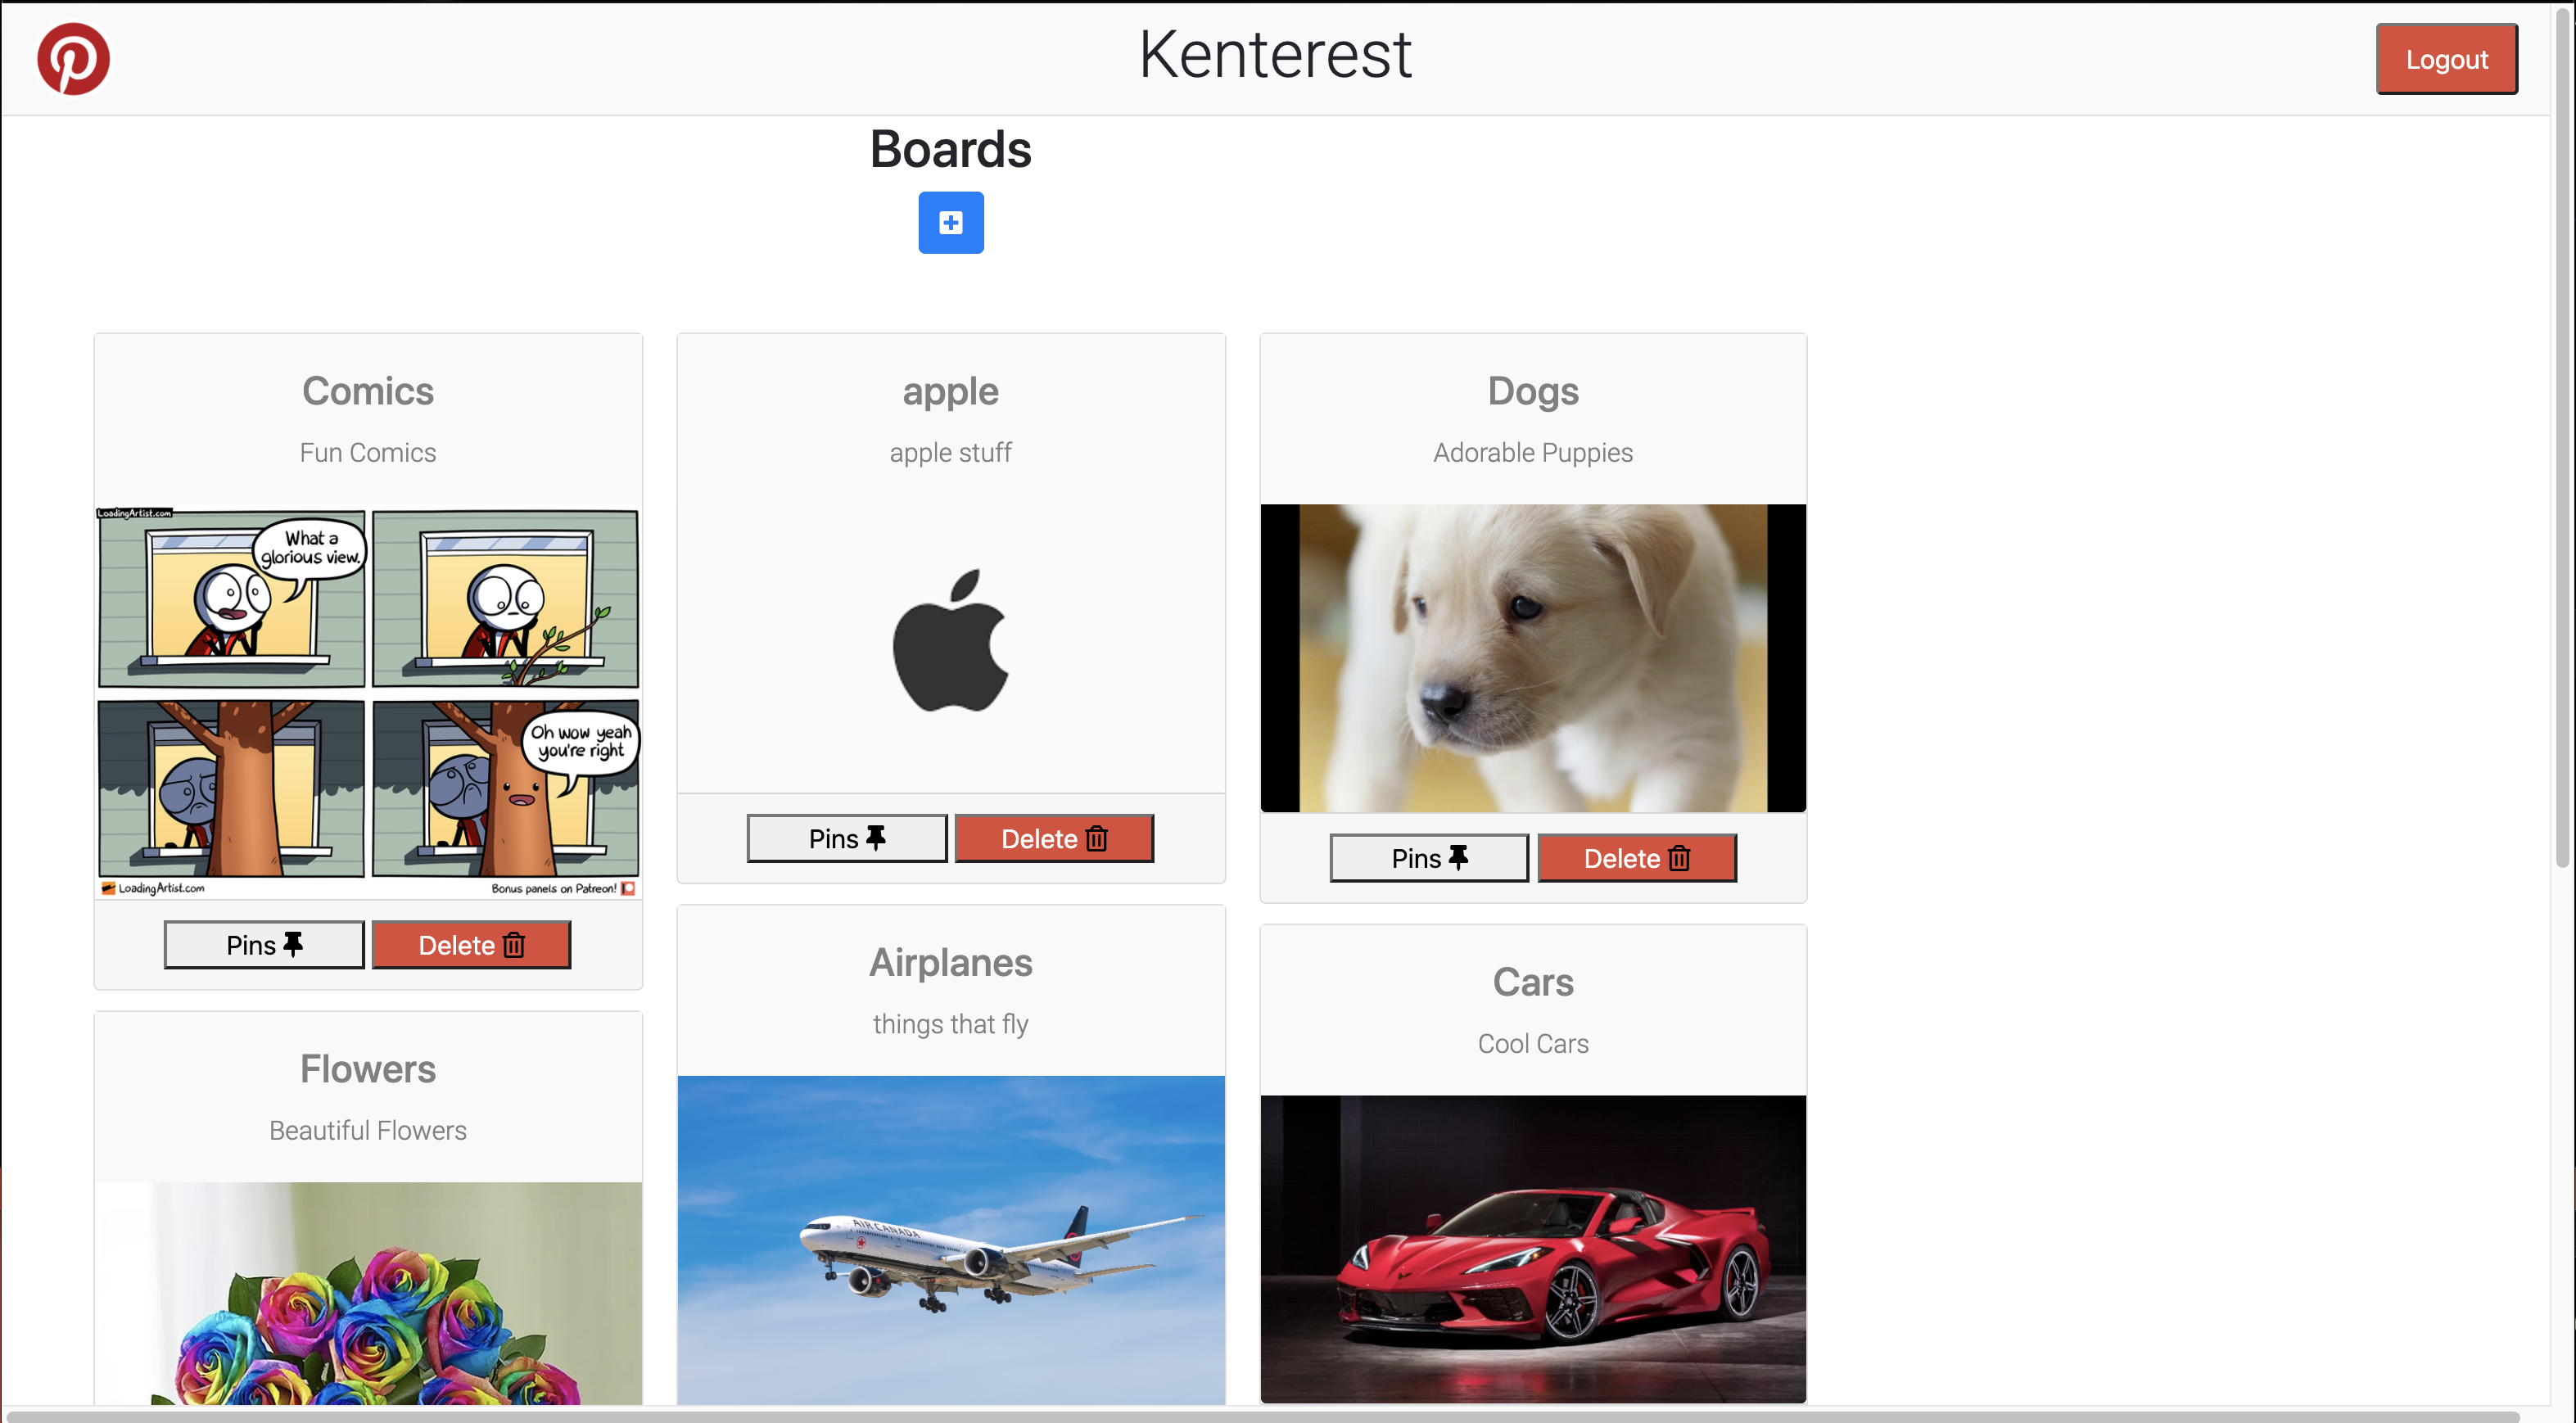 Kenterest
Logout
Boards
Comics
Fun Comics
LoadingArtist.com
What a
glorious view.
Oh wow yeah
you're right
LoadingArtist.com
Bonus panels on Patreon!
Pins
Delete
apple
apple stuff
Pins
Delete
Dogs
Adorable Puppies
Pins
Delete
Flowers
Beautiful Flowers
Airplanes
things that fly
AIR CANADA
Cars
Cool Cars